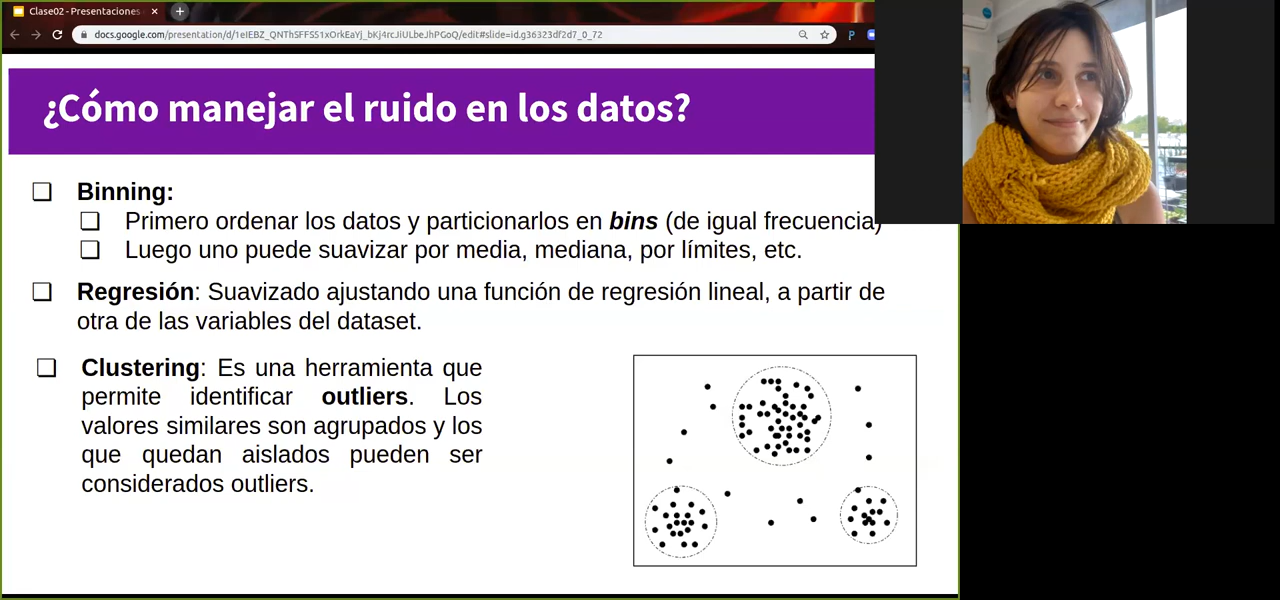 Clase02 - Presentaciones
docs.google.com/presentation/d/1eIEBZ_QNThSFFS51xOrkEaYj_bKj4rcJiULbeJhPGoQ/edit#slide=id.g36323df2d7_0_72
¿Cómo manejar el ruido en los datos?
❏ Binning:
❏ Primero ordenar los datos y particionarlos en bins (de igual frecuencia)
❏ Luego uno puede suavizar por media, mediana, por límites, etc.
❏ Regresión: Suavizado ajustando una función de regresión lineal, a partir de
otra de las variables del dataset.
❏ Clustering: Es una herramienta que
permite identificar outliers. Los
valores similares son agrupados y los
que quedan aislados pueden ser
considerados outliers.